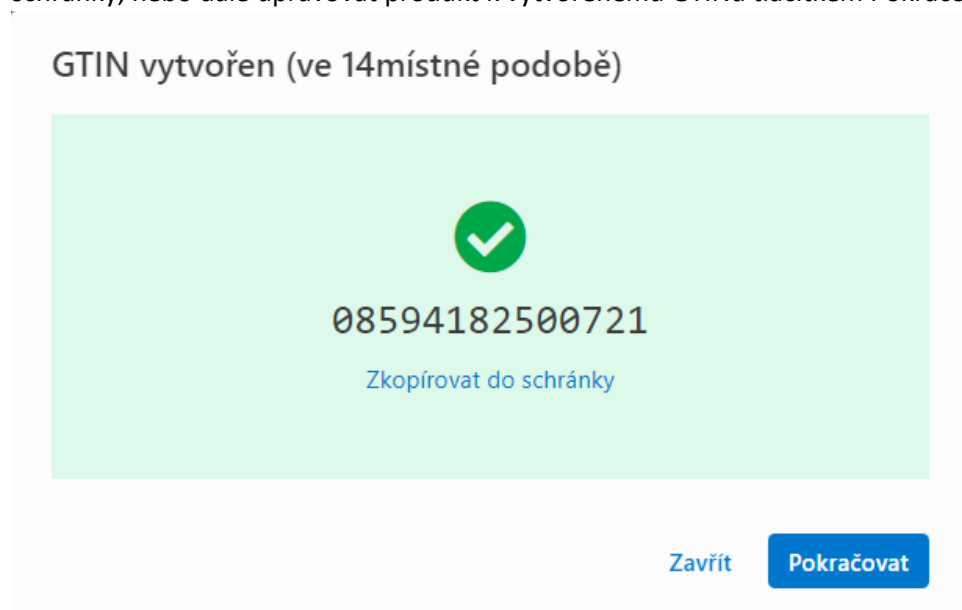 GTIN vytvořen (ve 14místné podobě)
08594182500721
Zkopírovat do schránky
Zavřít
Pokračovat